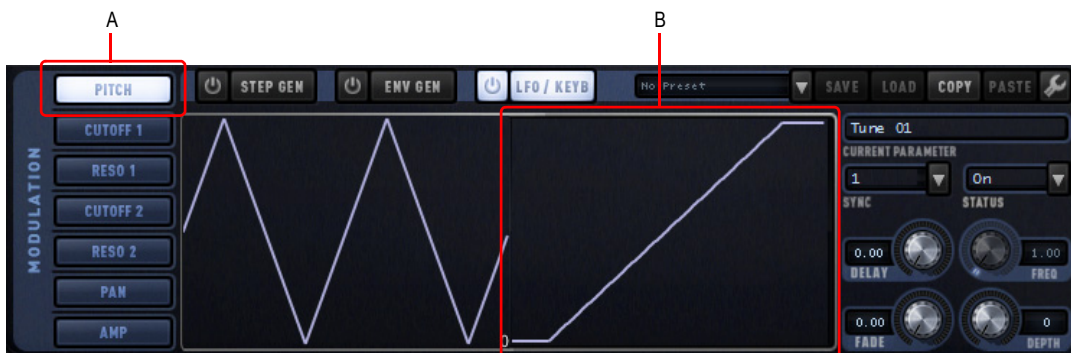 A
B
PITCH
STEP GEN
ENV GEN
LFO / KEYB
No Preset
SAVE
LOAD
COPY
PASTE
MODULATION
CUTOFF 1
RESO 1
CUTOFF 2
RESO 2
PAN
AMP
0
Tune 01
CURRENT PARAMETER
1
On
SYNC
STATUS
0.00
1.00
DELAY
FREQ
0.00
0
FADE
DEPTH